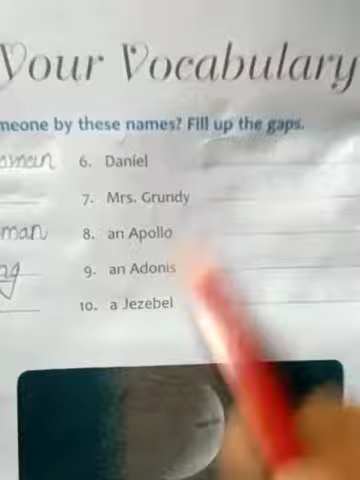 Your Vocabulary
meone by these names? Fill up the gaps.
oman 6. Daniel
7. Mrs. Grundy
man 8. an Apollo
9. an Adonis
10. a Jezebel